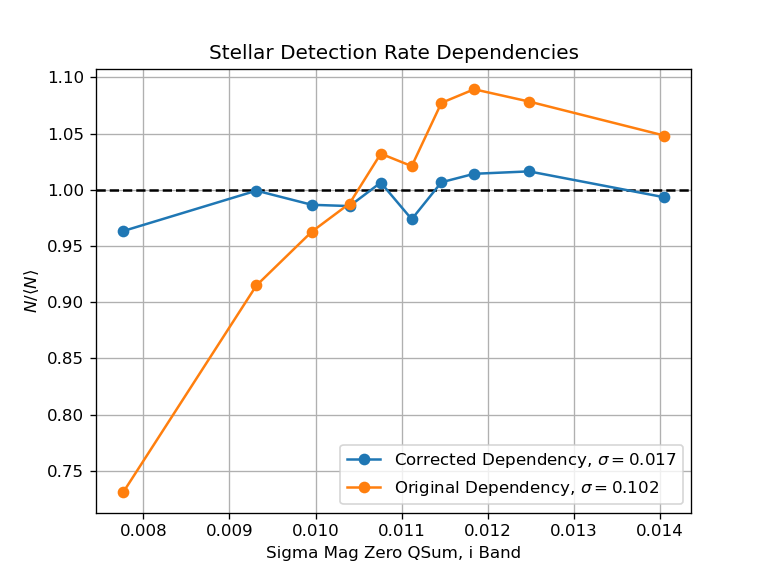 Stellar Detection Rate Dependencies
1.10
1.05
1.00
0.95
0.90
0.85
0.80
0.75
N/⟨N⟩
0.008 0.009 0.010 0.011 0.012 0.013 0.014
Sigma Mag Zero QSum, i Band
Corrected Dependency, σ = 0.017
Original Dependency, σ = 0.102